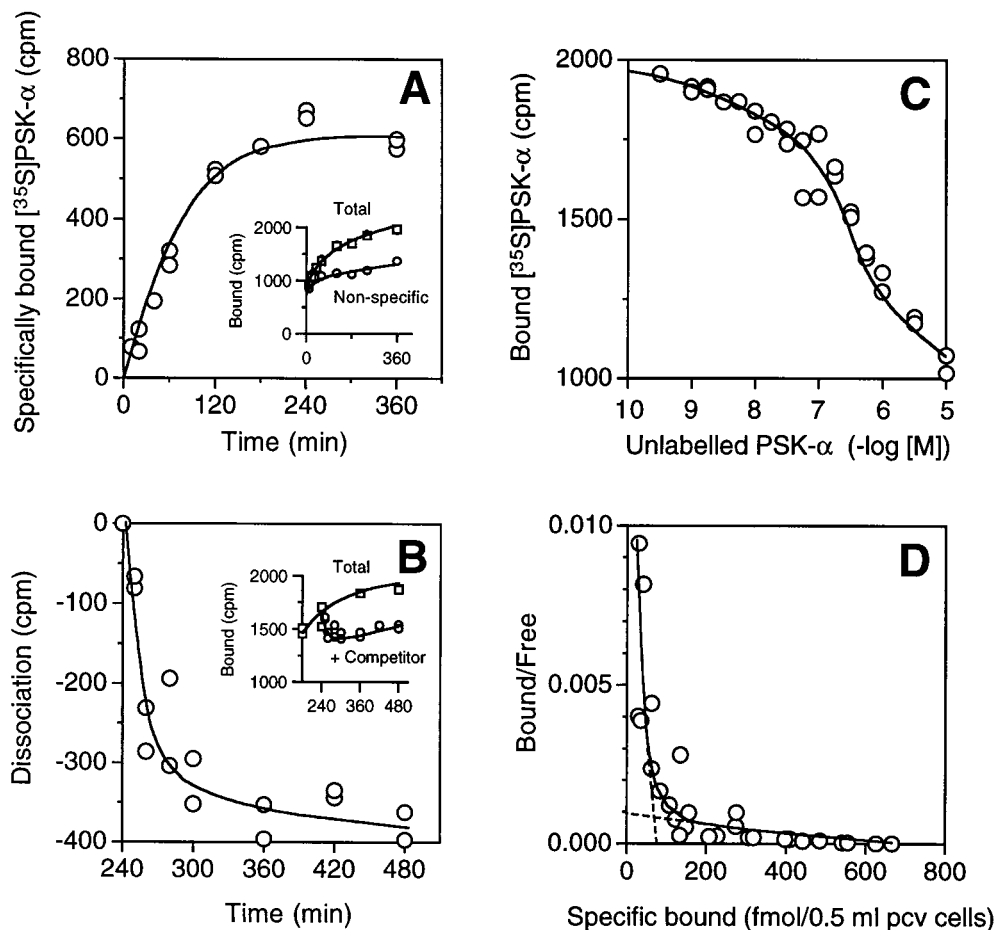 A
Specifically bound [³⁵S]PSK-α (cpm)
800
600
400
200
0
0 120 240 360
Time (min)
Total
Bound (cpm)
2000
1000
0
Non-specific
0 360
C
Bound [³⁵S]PSK-α (cpm)
2000
1500
1000
10 9 8 7 6 5
Unlabelled PSK-α (-log [M])
B
Dissociation (cpm)
0
-100
-200
-300
-400
240 300 360 420 480
Time (min)
Total
Bound (cpm)
2000
1500
1000
+ Competitor
240 360 480
D
Bound/Free
0.010
0.005
0.000
0 200 400 600 800
Specific bound (fmol/0.5 ml pcv cells)